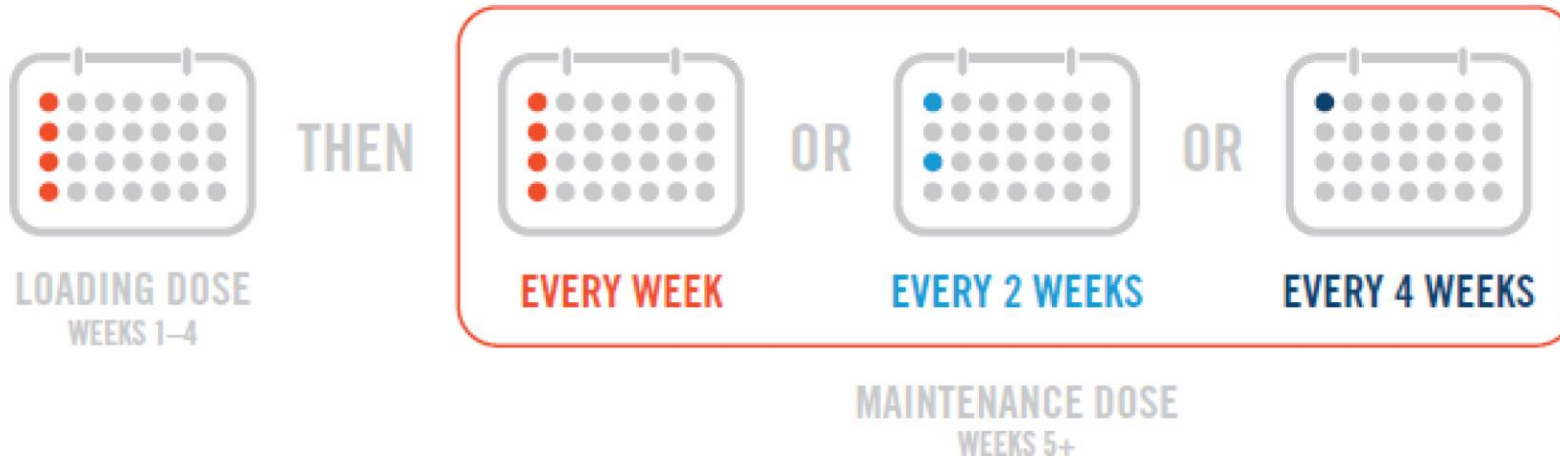 THEN
OR
OR
LOADING DOSE
WEEKS 1–4
EVERY WEEK
EVERY 2 WEEKS
EVERY 4 WEEKS
MAINTENANCE DOSE
WEEKS 5+